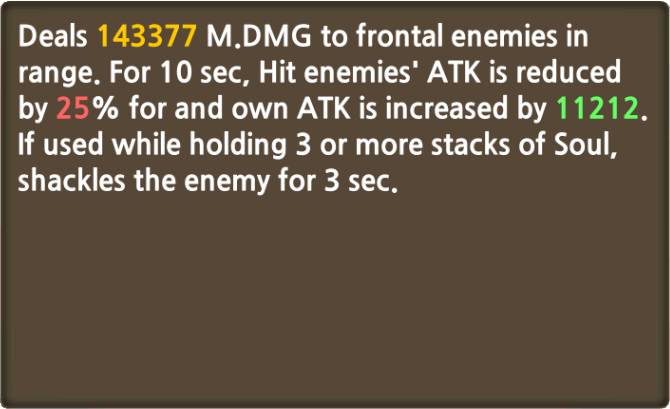 Deals 143377 M.DMG to frontal enemies in
range. For 10 sec, Hit enemies' ATK is reduced
by 25% for and own ATK is increased by 11212.
If used while holding 3 or more stacks of Soul,
shackles the enemy for 3 sec.